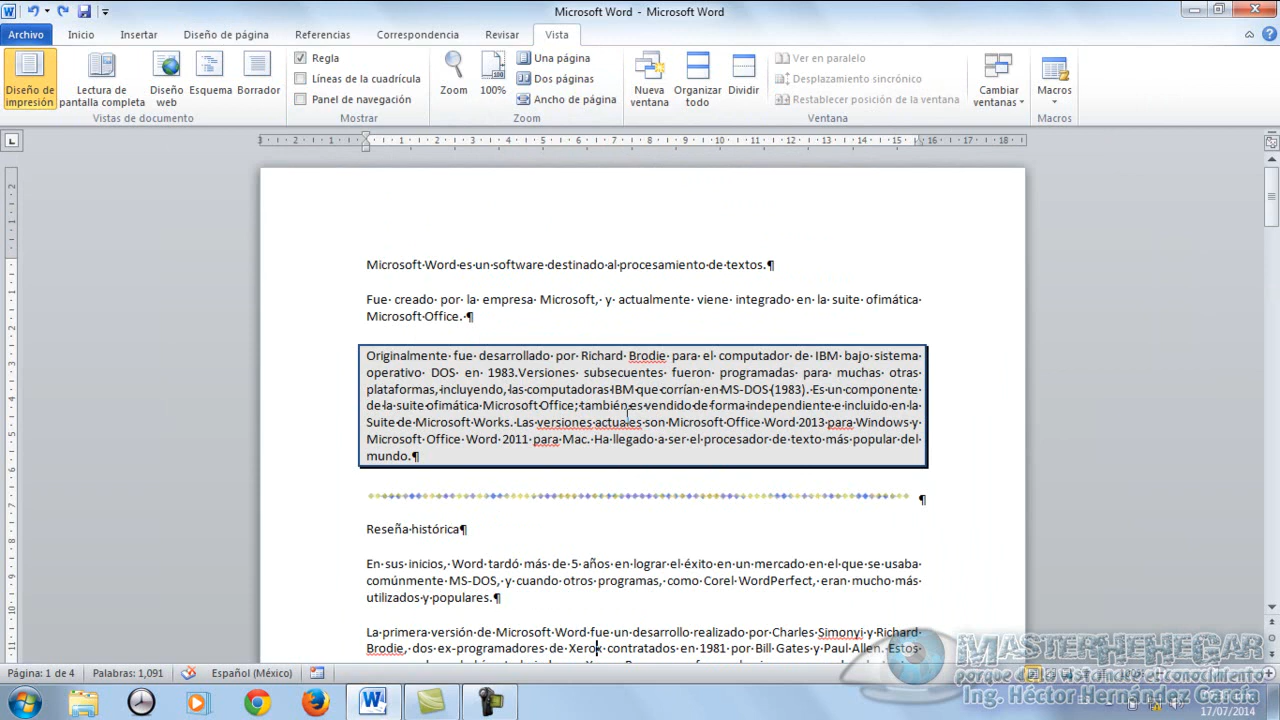 Microsoft Word - Microsoft Word
Archivo Inicio Insertar Diseño de página Referencias Correspondencia Revisar Vista
Diseño de impresión
Lectura de pantalla completa
Diseño web
Esquema
Borrador
Vistas de documento
Regla
Líneas de la cuadrícula
Panel de navegación
Mostrar
Zoom
100%
Una página
Dos páginas
Ancho de página
Zoom
Nueva ventana
Organizar todo
Dividir
Ver en paralelo
Desplazamiento sincrónico
Restablecer posición de la ventana
Ventana
Cambiar ventanas
Macros
Macros
Microsoft·Word·es·un·software·destinado·al·procesamiento·de·textos.¶
Fue· creado· por· la· empresa· Microsoft,· y· actualmente· viene· integrado· en· la· suite· ofimática·
Microsoft·Office.·¶
Originalmente· fue· desarrollado· por· Richard· Brodie· para· el· computador· de· IBM· bajo·sistema·
operativo· DOS· en· 1983.Versiones· subsecuentes· fueron· programadas· para· muchas· otras·
plataformas,·incluyendo,·las·computadoras·IBM·que·corrían·en·MS-DOS·(1983).·Es·un·componente·
de·la·suite·ofimática·Microsoft·Office;·también·es·vendido·de·forma·independiente·e·incluido·en·la·
Suite·de·Microsoft·Works.·Las·versiones·actuales·son·Microsoft·Office·Word·2013·para·Windows·y·
Microsoft·Office·Word·2011·para·Mac.·Ha·llegado·a·ser·el·procesador·de·texto·más·popular·del·
mundo.¶
¶
Reseña·histórica¶
En·sus·inicios,·Word·tardó·más·de·5·años·en·lograr·el·éxito·en·un·mercado·en·el·que·se·usaba·
comúnmente·MS-DOS,·y·cuando·otros·programas,·como·Corel·WordPerfect,·eran·mucho·más·
utilizados·y·populares.¶
La·primera·versión·de·Microsoft·Word·fue·un·desarrollo·realizado·por·Charles·Simonyi·y·Richard·
Brodie,·dos·ex-programadores·de·Xerox·contratados·en·1981·por·Bill·Gates·y·Paul·Allen.·Estos·
Página: 1 de 4 Palabras: 1,091 Español (México)
MASTERHEHEGAR
porque Compartimos el conocimiento
Ing. Héctor Hernández García
17/07/2014